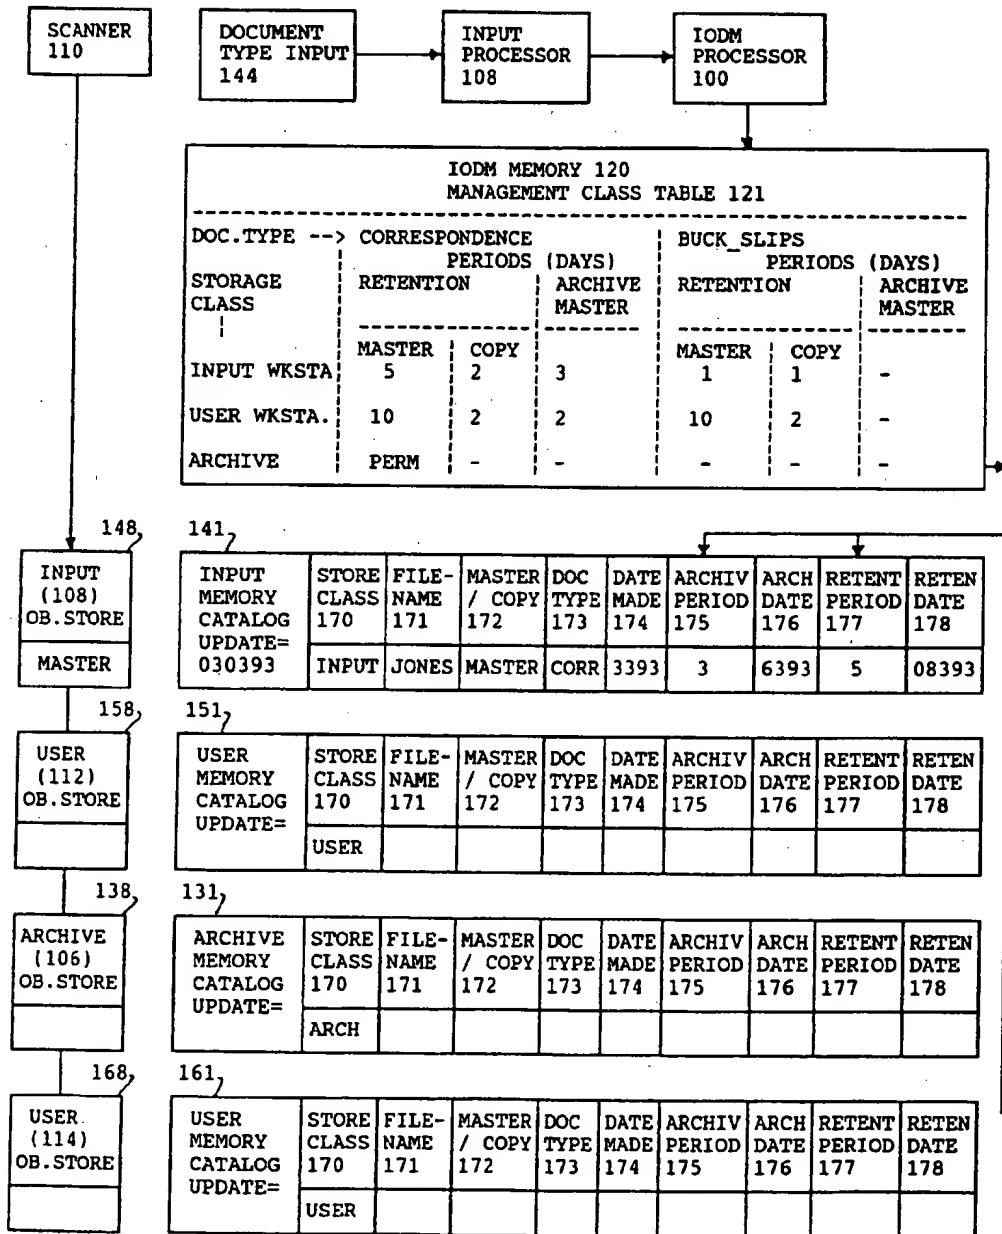 SCANNER
110
DOCUMENT
TYPE INPUT
144
INPUT
PROCESSOR
108
IODM
PROCESSOR
100
IODM MEMORY 120
MANAGEMENT CLASS TABLE 121
DOC.TYPE --> CORRESPONDENCE BUCK_SLIPS
PERIODS (DAYS) PERIODS (DAYS)
STORAGE RETENTION ARCHIVE RETENTION ARCHIVE
CLASS MASTER MASTER
MASTER COPY MASTER COPY
INPUT WKSTA 5 2 3 1 1 -
USER WKSTA. 10 2 2 10 2 -
ARCHIVE PERM - - - - -
148
INPUT
(108)
OB.STORE
MASTER
141
INPUT STORE FILE- MASTER DOC DATE ARCHIV ARCH RETENT RETEN
MEMORY CLASS NAME / COPY TYPE MADE PERIOD DATE PERIOD DATE
CATALOG 170 171 172 173 174 175 176 177 178
UPDATE=
030393 INPUT JONES MASTER CORR 3393 3 6393 5 08393
158
USER
(112)
OB.STORE
151
USER STORE FILE- MASTER DOC DATE ARCHIV ARCH RETENT RETEN
MEMORY CLASS NAME / COPY TYPE MADE PERIOD DATE PERIOD DATE
CATALOG 170 171 172 173 174 175 176 177 178
UPDATE=
USER
138
ARCHIVE
(106)
OB.STORE
131
ARCHIVE STORE FILE- MASTER DOC DATE ARCHIV ARCH RETENT RETEN
MEMORY CLASS NAME / COPY TYPE MADE PERIOD DATE PERIOD DATE
CATALOG 170 171 172 173 174 175 176 177 178
UPDATE=
ARCH
168
USER
(114)
OB.STORE
161
USER STORE FILE- MASTER DOC DATE ARCHIV ARCH RETENT RETEN
MEMORY CLASS NAME / COPY TYPE MADE PERIOD DATE PERIOD DATE
CATALOG 170 171 172 173 174 175 176 177 178
UPDATE=
USER